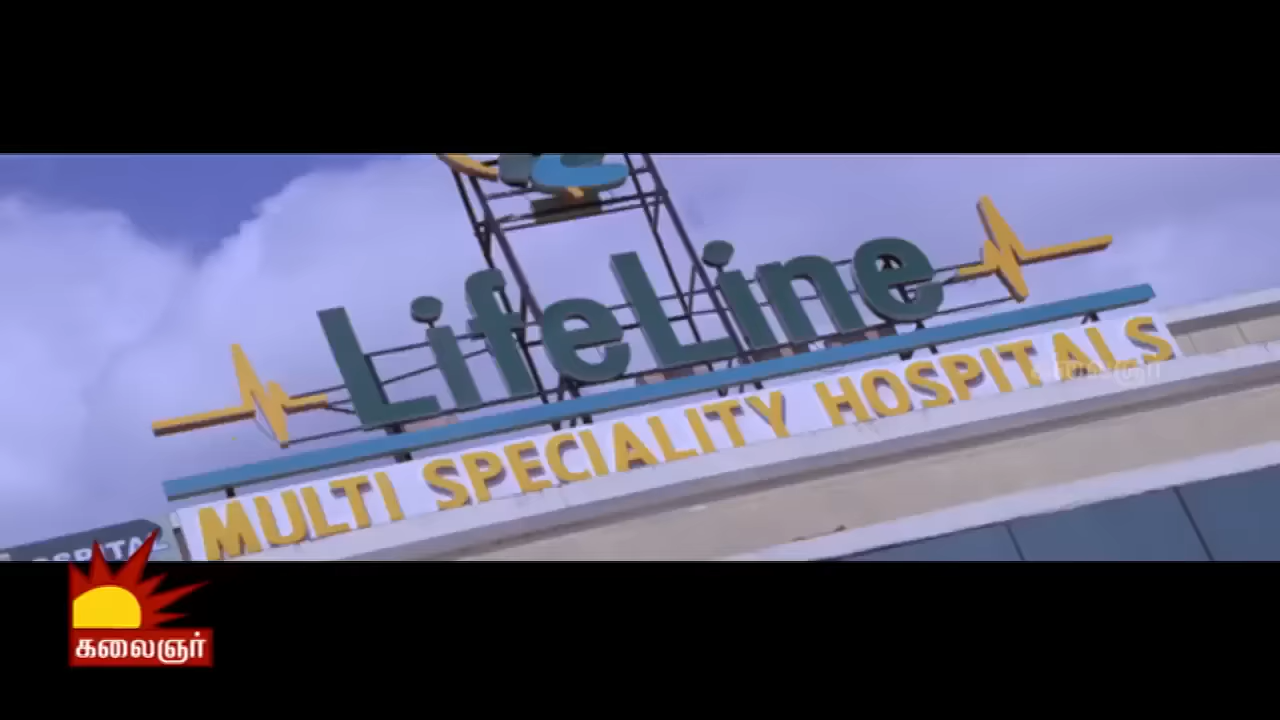 LifeLine
MULTI SPECIALITY HOSPITALS
கலைஞர்